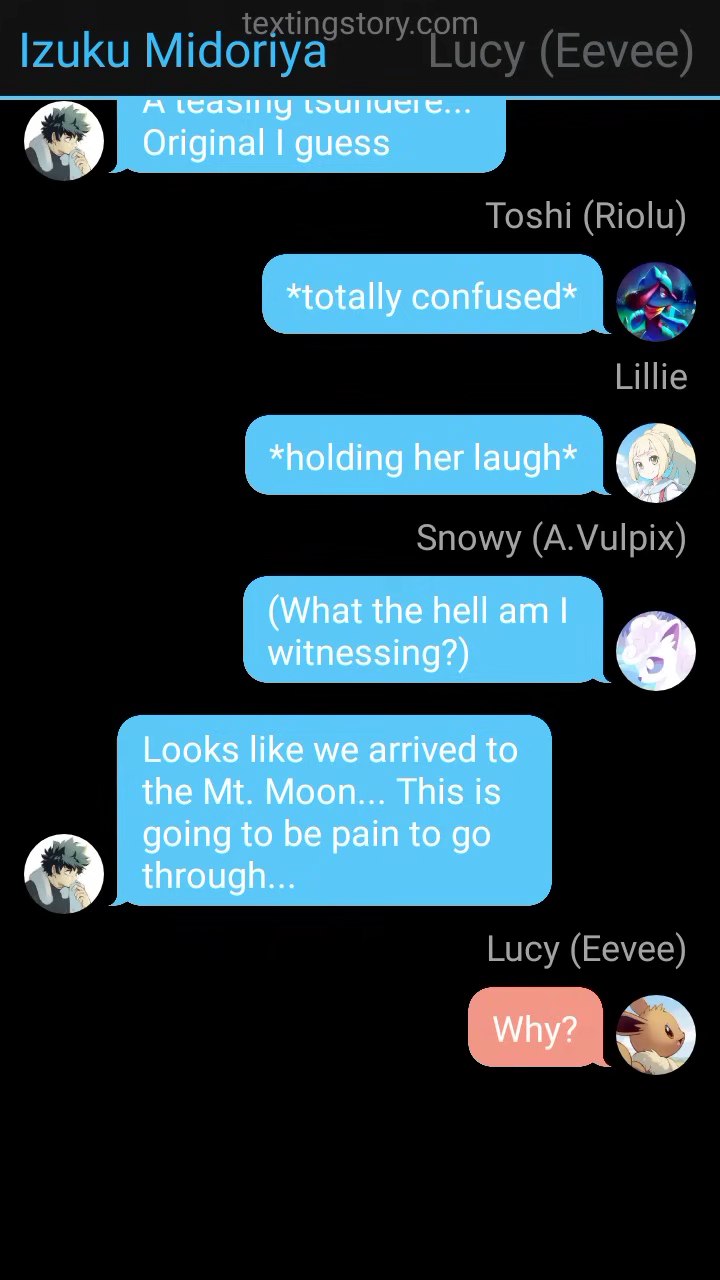 textingstory.com
Izuku Midoriya
Lucy (Eevee)
A teasing tsundere...
Original I guess
Toshi (Riolu)
*totally confused*
Lillie
*holding her laugh*
Snowy (A.Vulpix)
(What the hell am I
witnessing?)
Looks like we arrived to
the Mt. Moon... This is
going to be pain to go
through...
Lucy (Eevee)
Why?